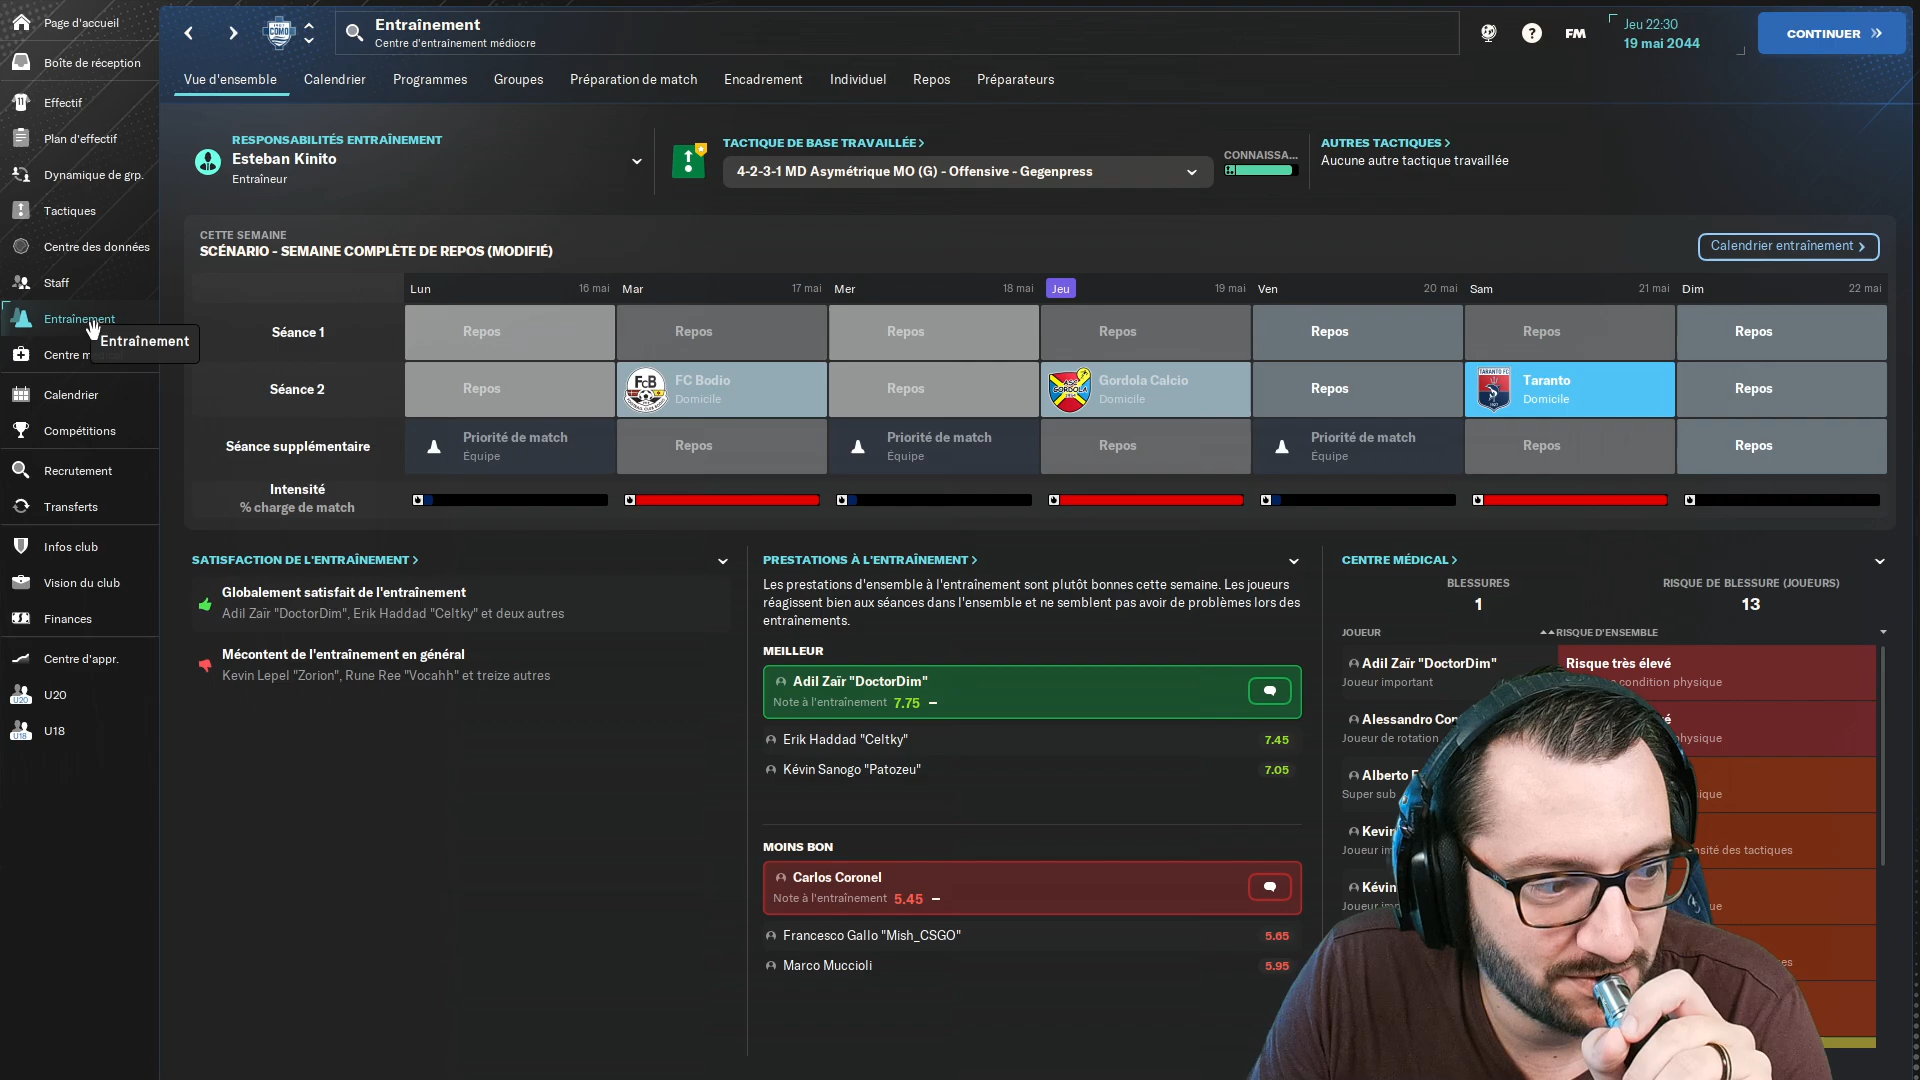 Page d'accueil
Boîte de réception
Effectif
Plan d'effectif
Dynamique de grp.
Tactiques
Centre des données
Staff
Entraînement
Entraînement
Centre
Calendrier
Compétitions
Recrutement
Transferts
Infos club
Vision du club
Finances
Centre d'appr.
U20
U20
U18
U18
COMO
Entraînement
Centre d'entraînement médiocre
FM
Jeu 22:30
19 mai 2044
CONTINUER
Vue d'ensemble
Calendrier
Programmes
Groupes
Préparation de match
Encadrement
Individuel
Repos
Préparateurs
RESPONSABILITÉS ENTRAÎNEMENT
Esteban Kinito
Entraîneur
TACTIQUE DE BASE TRAVAILLÉE >
4-2-3-1 MD Asymétrique MO (G) - Offensive - Gegenpress
CONNAISSA...
AUTRES TACTIQUES >
Aucune autre tactique travaillée
CETTE SEMAINE
SCÉNARIO - SEMAINE COMPLÈTE DE REPOS (MODIFIÉ)
Calendrier entraînement >
Lun 16 mai Mar 17 mai Mer 18 mai Jeu 19 mai Ven 20 mai Sam 21 mai Dim 22 mai
Séance 1 Repos Repos Repos Repos Repos Repos Repos
Séance 2 Repos FC Bodio Repos Gordola Calcio Repos Taranto Repos
Domicile Domicile Domicile
Séance supplémentaire Priorité de match Repos Priorité de match Repos Priorité de match Repos Repos
Équipe Équipe Équipe
Intensité
% charge de match
SATISFACTION DE L'ENTRAÎNEMENT >
Globalement satisfait de l'entraînement
Adil Zaïr "DoctorDim", Erik Haddad "Celtky" et deux autres
Mécontent de l'entraînement en général
Kevin Lepel "Zorion", Rune Ree "Vocahh" et treize autres
PRESTATIONS À L'ENTRAÎNEMENT >
Les prestations d'ensemble à l'entraînement sont plutôt bonnes cette semaine. Les joueurs
réagissent bien aux séances dans l'ensemble et ne semblent pas avoir de problèmes lors des
entraînements.
MEILLEUR
Adil Zaïr "DoctorDim"
Note à l'entraînement 7.75 –
Erik Haddad "Celtky" 7.45
Kévin Sanogo "Patozeu" 7.05
MOINS BON
Carlos Coronel
Note à l'entraînement 5.45 –
Francesco Gallo "Mish_CSGO" 5.65
Marco Muccioli 5.95
CENTRE MÉDICAL >
BLESSURES RISQUE DE BLESSURE (JOUEURS)
1 13
JOUEUR RISQUE D'ENSEMBLE
Adil Zaïr "DoctorDim" Risque très élevé
Joueur important condition physique
Alessandro
Joueur de rotation physique
Alberto
Super sub
Kevin
Joueur des tactiques
Kévin
Joueur